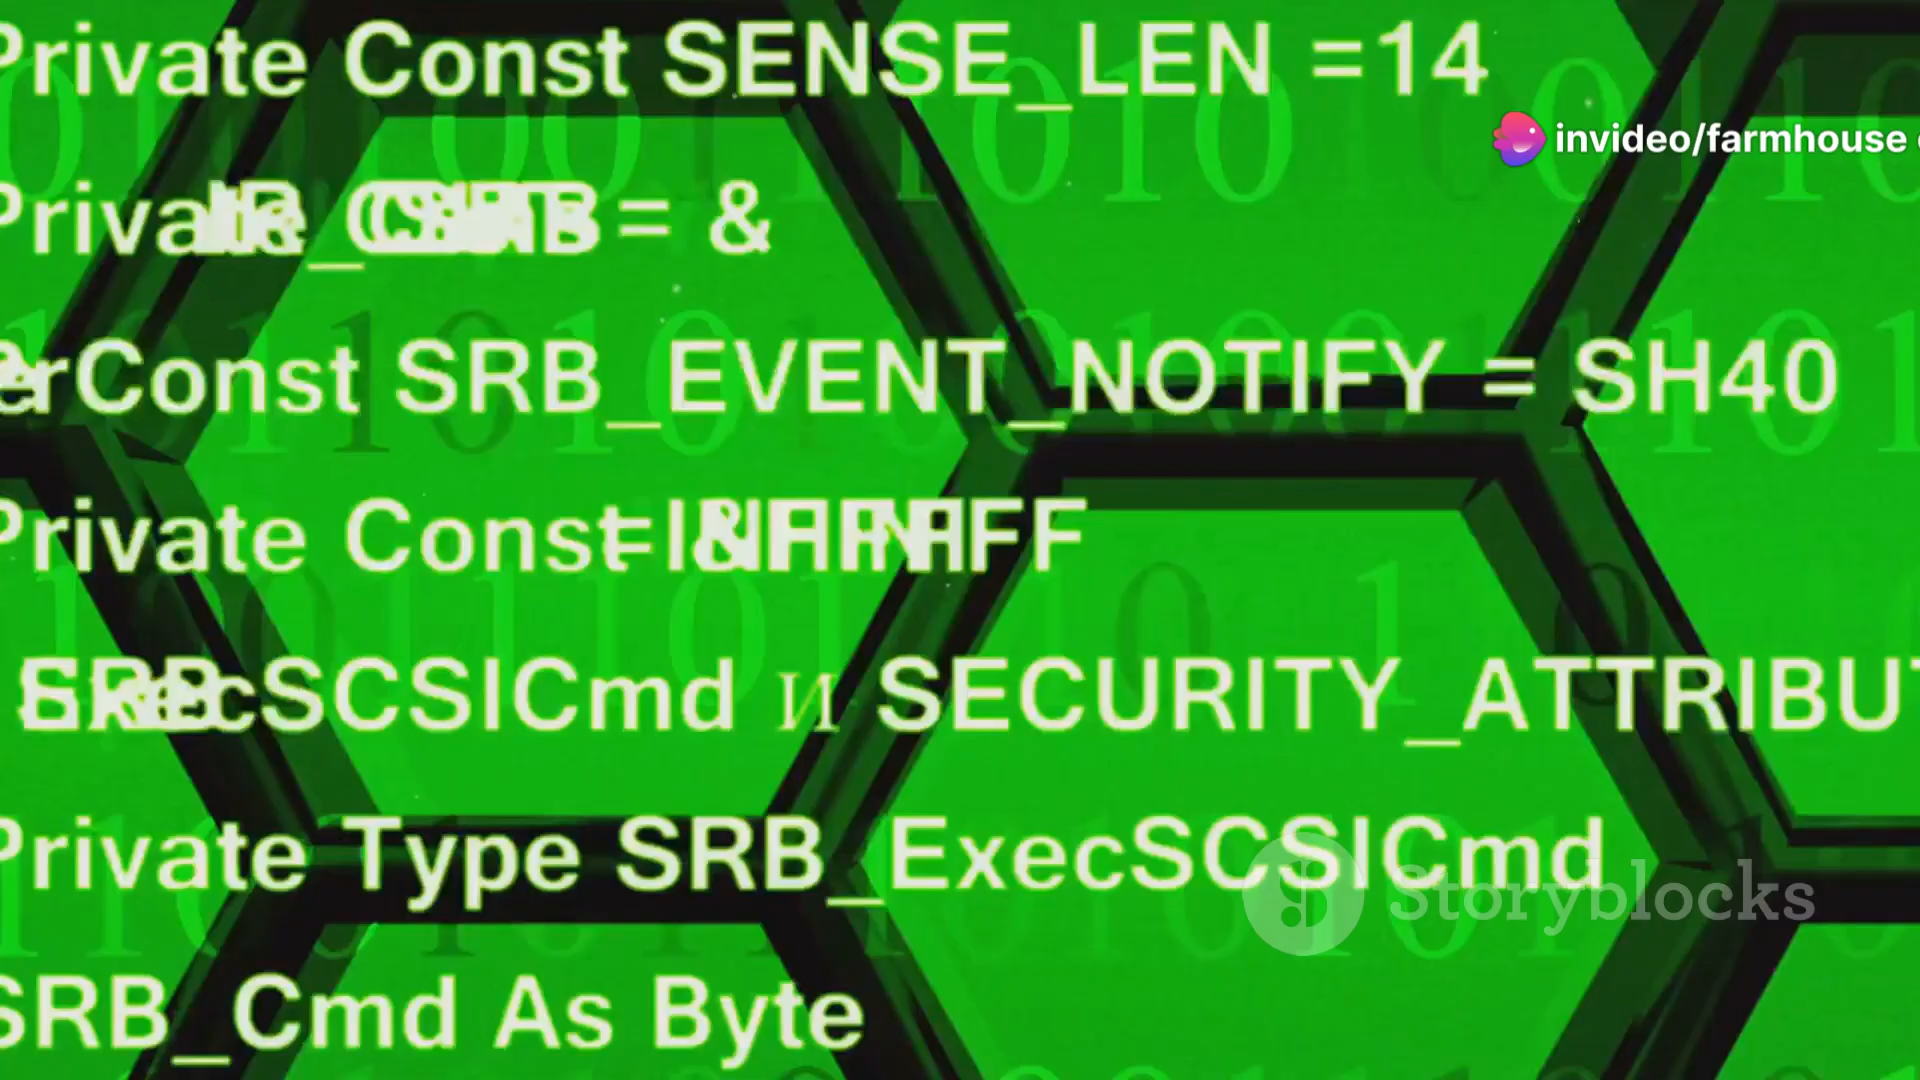 Private Const SENSE_LEN =14
invideo/farmhouse
Private = &
Const SRB_EVENT_NOTIFY = SH40
Private Const
SCSICmd И SECURITY_ATTRIBUT
Private Type SRB_ExecSCSICmd
Storyblocks
SRB_Cmd As Byte